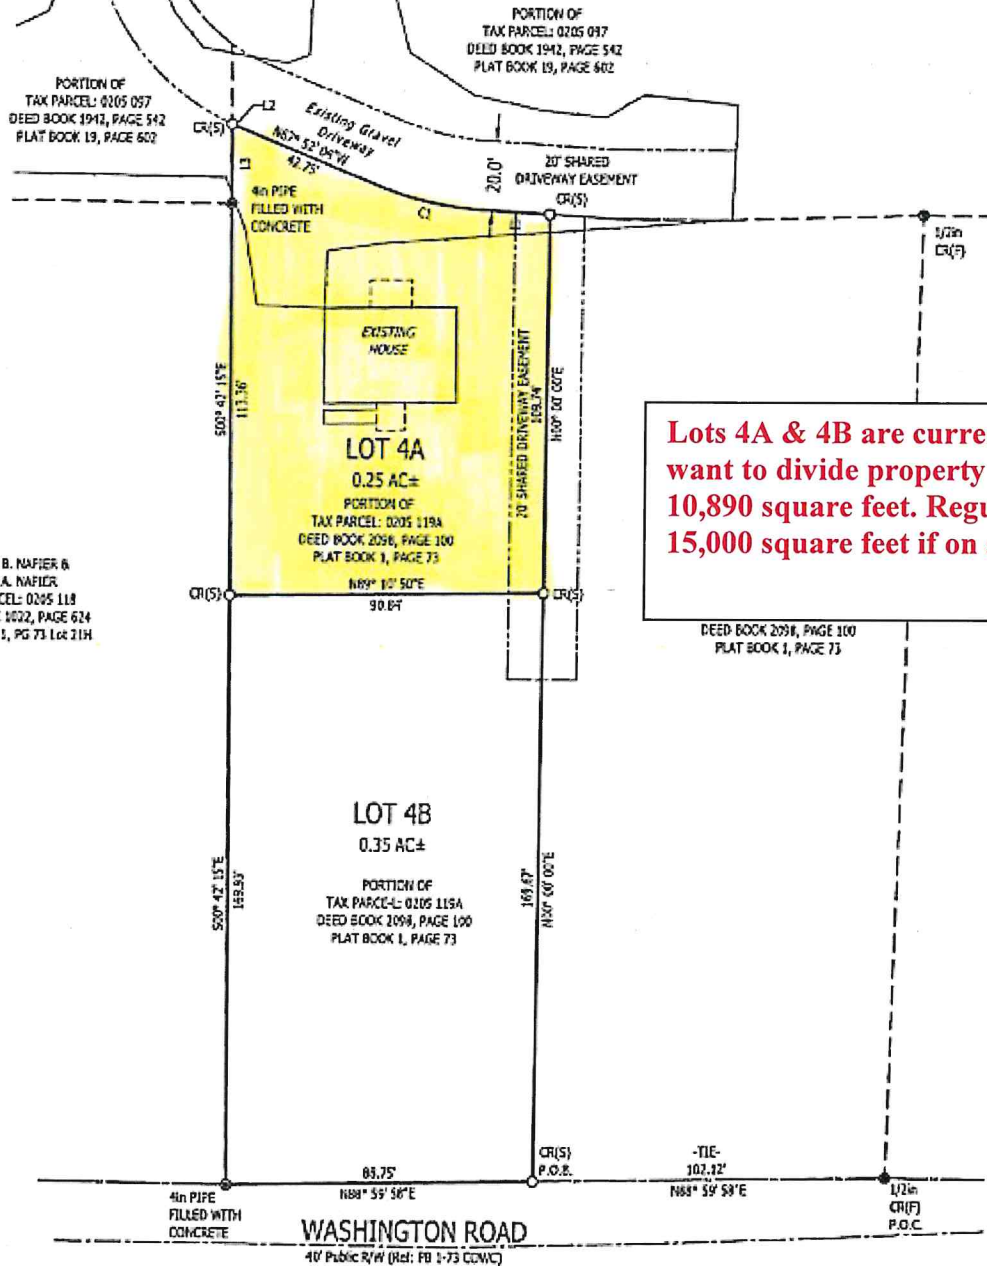 PORTION OF
TAX PARCEL: 0205 097
DEED BOOK 1942, PAGE 542
PLAT BOOK 19, PAGE 602
PORTION OF
TAX PARCEL: 0205 097
DEED BOOK 1942, PAGE 542
PLAT BOOK 19, PAGE 602
CR(S)
L2
Existing Gravel
Driveway
N67° 52' 04"W
42.75'
L3
4in PIPE
FILLED WITH
CONCRETE
C1
20.0'
20' SHARED
DRIVEWAY EASEMENT
CR(S)
1/2in
CR(F)
EXISTING
HOUSE
S00° 42' 15"E
113.36'
20' SHARED DRIVEWAY EASEMENT
109.74'
N00° 00' 00"E
LOT 4A
0.25 AC±
PORTION OF
TAX PARCEL: 0205 119A
DEED BOOK 2098, PAGE 100
PLAT BOOK 1, PAGE 73
CR(S)
N89° 10' 50"E
90.84'
CR(S)
Lots 4A & 4B are curre
want to divide property
10,890 square feet. Regu
15,000 square feet if on
DEED BOOK 2098, PAGE 100
PLAT BOOK 1, PAGE 73
B. NAPIER &
A. NAPIER
CEL: 0205 118
1022, PAGE 624
1, PG 73 Lot 21H
LOT 4B
0.35 AC±
PORTION OF
TAX PARCEL: 0205 119A
DEED BOOK 2098, PAGE 100
PLAT BOOK 1, PAGE 73
S00° 42' 15"E
169.93'
169.67'
N00° 00' 00"E
88.75'
N88° 59' 58"E
CR(S)
P.O.B.
-TIE-
102.12'
N88° 59' 58"E
4in PIPE
FILLED WITH
CONCRETE
1/2in
CR(F)
P.O.C.
WASHINGTON ROAD
40' Public R/W (Ref: PB 1-73 CCWC)